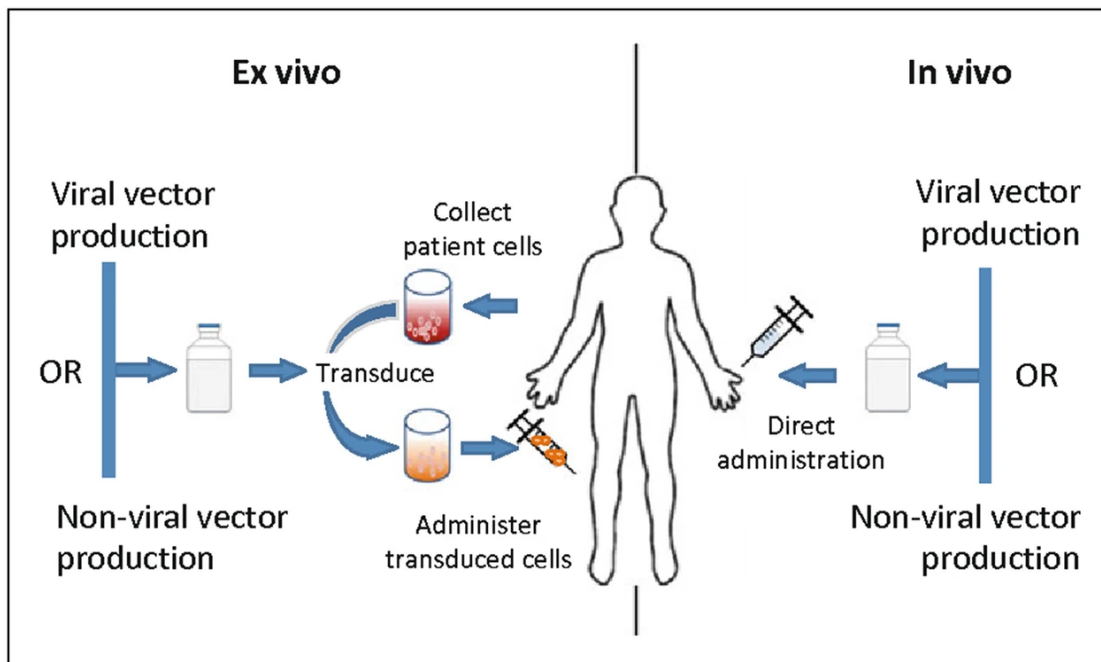 Ex vivo
In vivo
Viral vector
production
OR
Non-viral vector
production
Collect
patient cells
Transduce
Administer
transduced cells
Direct
administration
Viral vector
production
OR
Non-viral vector
production